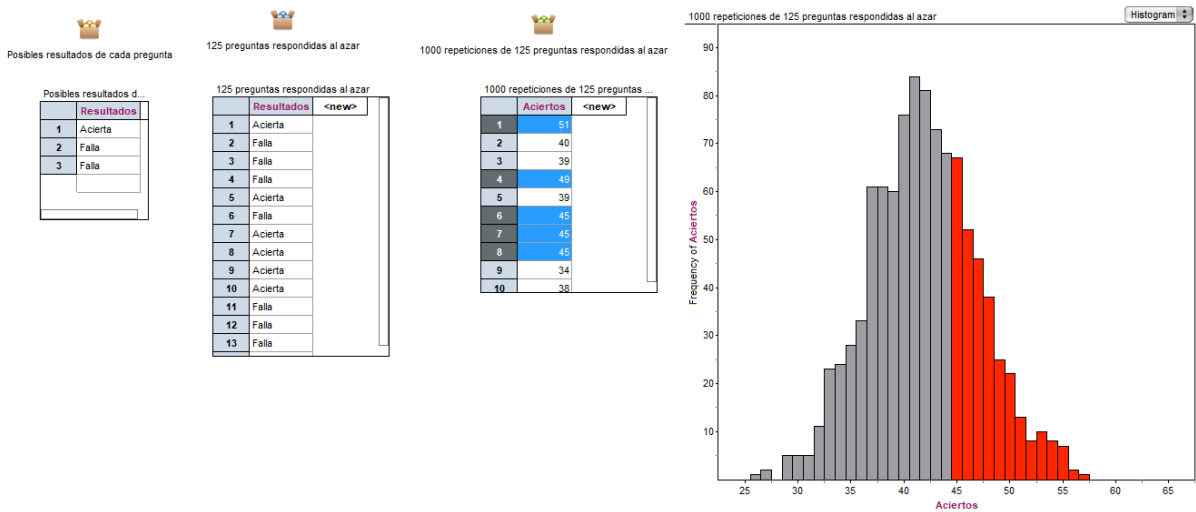 Posibles resultados de cada pregunta
Posibles resultados d...
Resultados
1 Acierta
2 Falla
3 Falla
125 preguntas respondidas al azar
125 preguntas respondidas al azar
Resultados <new>
1 Acierta
2 Falla
3 Falla
4 Falla
5 Acierta
6 Falla
7 Acierta
8 Acierta
9 Acierta
10 Acierta
11 Falla
12 Falla
13 Falla
1000 repeticiones de 125 preguntas respondidas al azar
1000 repeticiones de 125 preguntas ...
Aciertos <new>
1 51
2 40
3 39
4 49
5 39
6 45
7 45
8 45
9 34
10 38
1000 repeticiones de 125 preguntas respondidas al azar
Histogram
Frequency of Aciertos
90
80
70
60
50
40
30
20
10
25 30 35 40 45 50 55 60 65
Aciertos